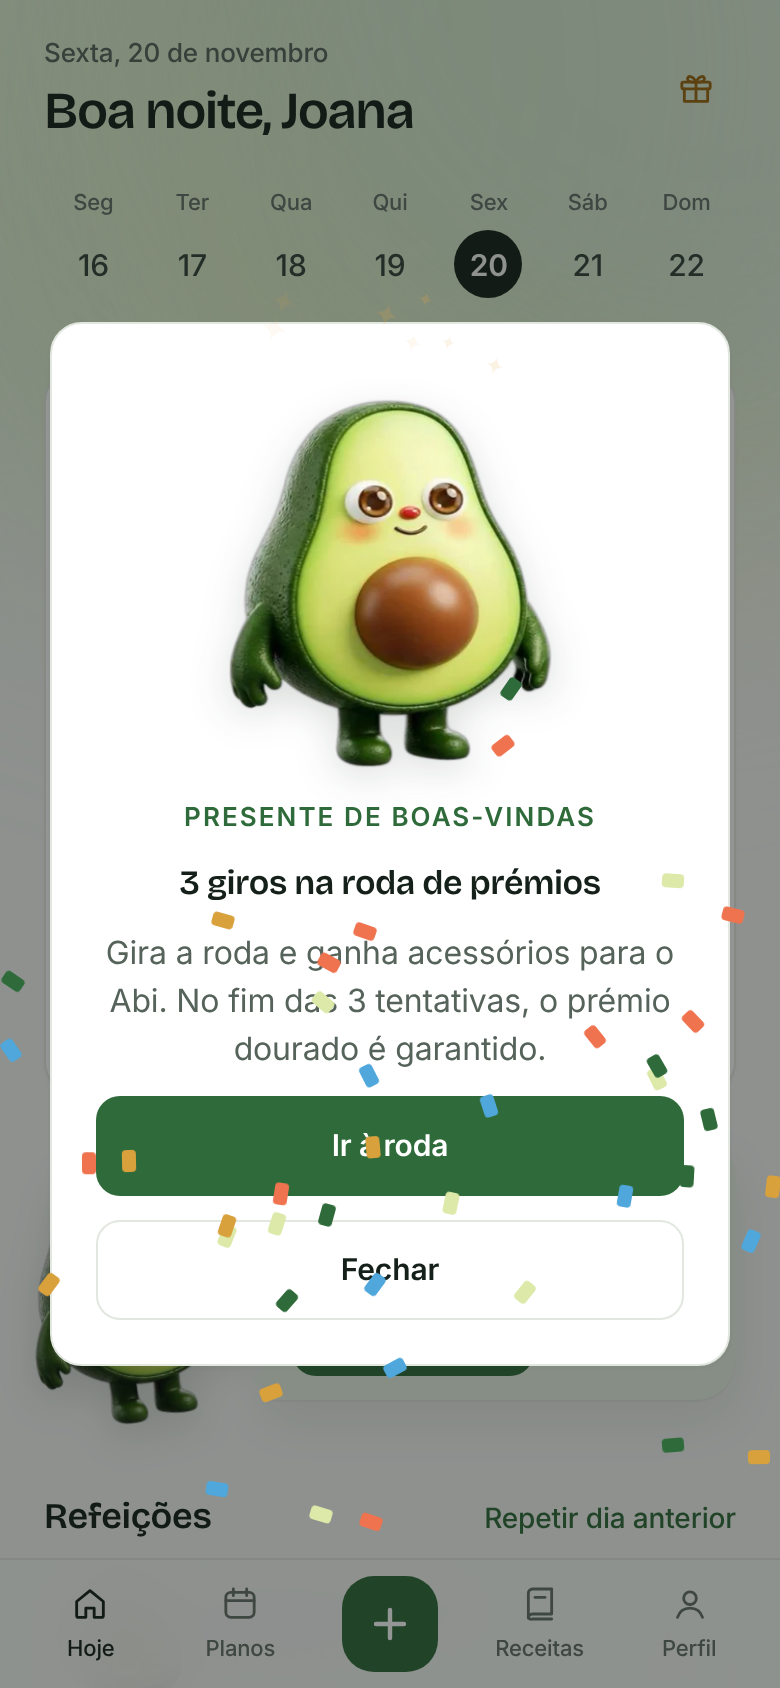 Sexta, 20 de novembro
Boa noite, Joana
Seg Ter Qua Qui Sex Sáb Dom
16 17 18 19 20 21 22
PRESENTE DE BOAS-VINDAS
3 giros na roda de prémios
Gira a roda e ganha acessórios para o
Abi. No fim das 3 tentativas, o prémio
dourado é garantido.
Ir à roda
Fechar
Refeições Repetir dia anterior
Hoje Planos Receitas Perfil